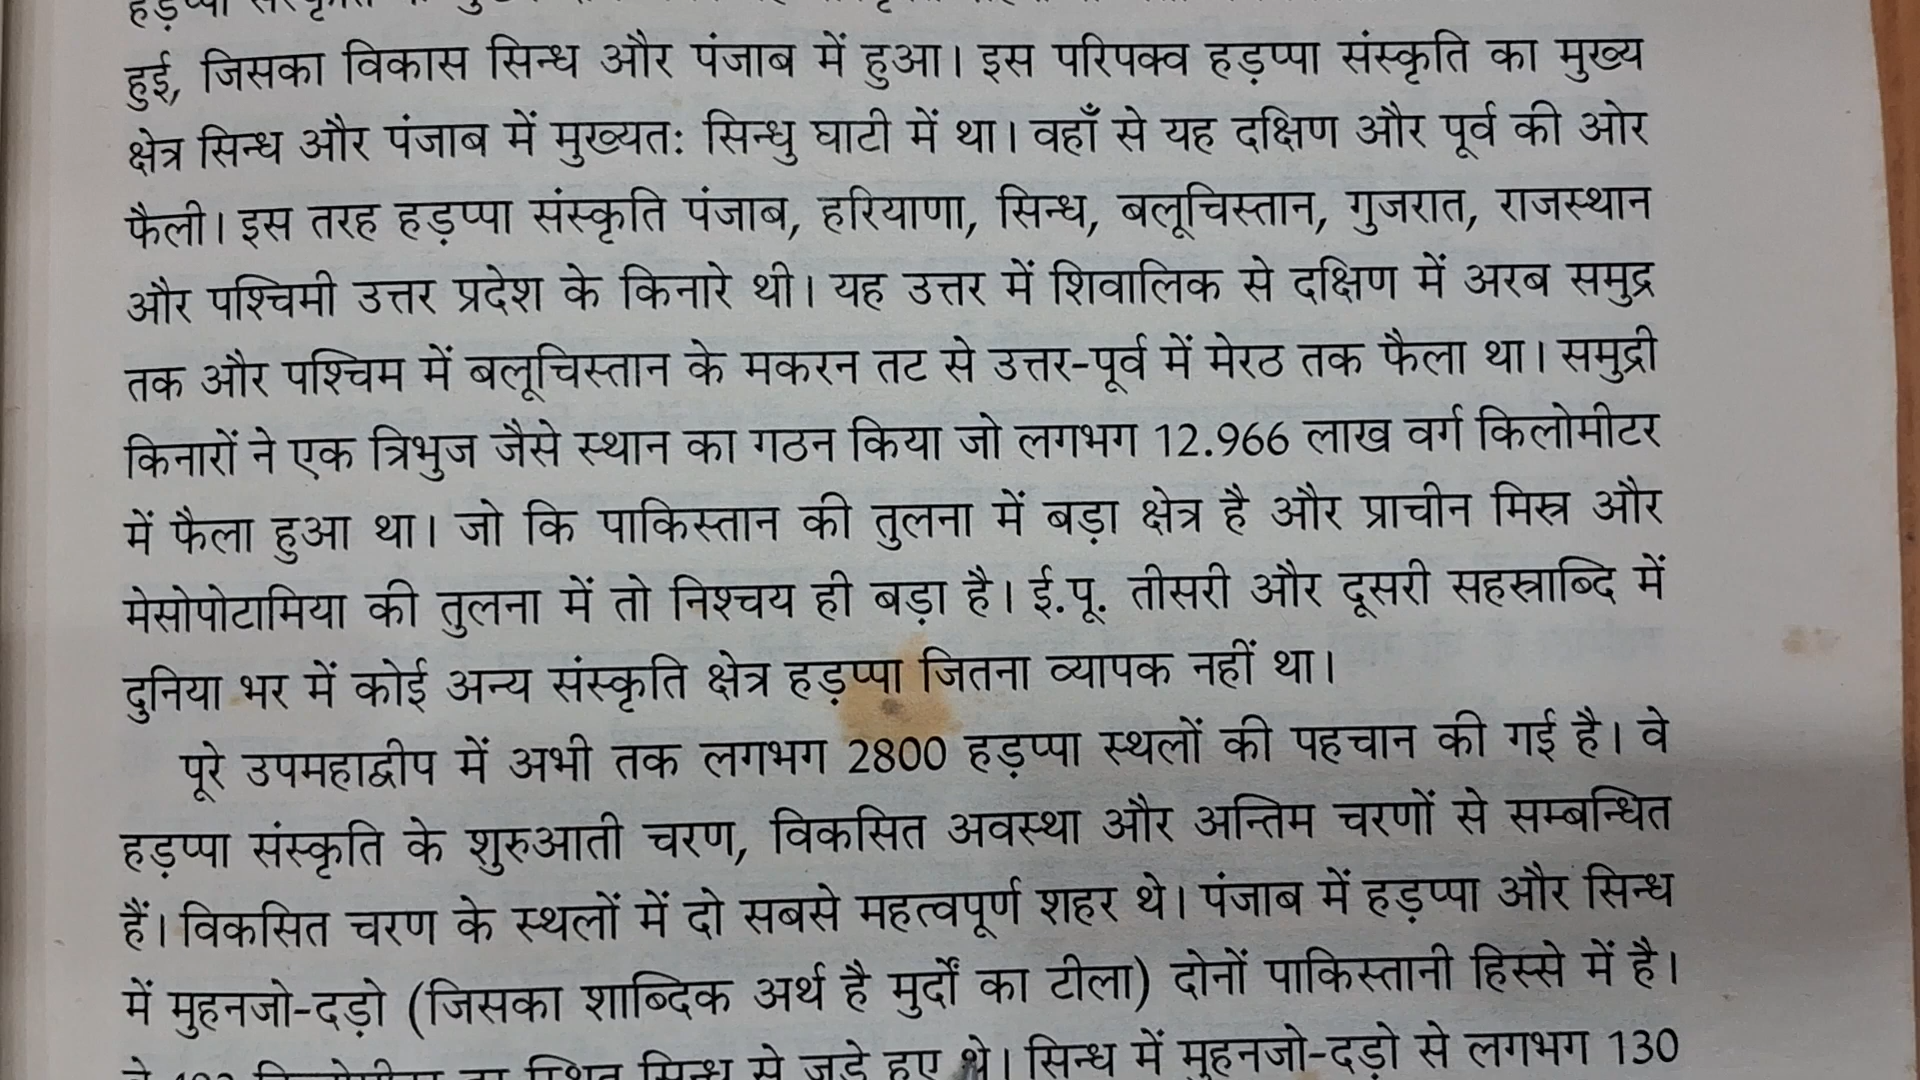 हुई, जिसका विकास सिन्ध और पंजाब में हुआ। इस परिपक्व हड़प्पा संस्कृति का मुख्य
क्षेत्र सिन्ध और पंजाब में मुख्यतः सिन्धु घाटी में था। वहाँ से यह दक्षिण और पूर्व की ओर
फैली। इस तरह हड़प्पा संस्कृति पंजाब, हरियाणा, सिन्ध, बलूचिस्तान, गुजरात, राजस्थान
और पश्चिमी उत्तर प्रदेश के किनारे थी। यह उत्तर में शिवालिक से दक्षिण में अरब समुद्र
तक और पश्चिम में बलूचिस्तान के मकरन तट से उत्तर-पूर्व में मेरठ तक फैला था। समुद्री
किनारों ने एक त्रिभुज जैसे स्थान का गठन किया जो लगभग 12.966 लाख वर्ग किलोमीटर
में फैला हुआ था। जो कि पाकिस्तान की तुलना में बड़ा क्षेत्र है और प्राचीन मिस्र और
मेसोपोटामिया की तुलना में तो निश्चय ही बड़ा है। ई.पू. तीसरी और दूसरी सहस्राब्दि में
दुनिया भर में कोई अन्य संस्कृति क्षेत्र हड़प्पा जितना व्यापक नहीं था।
पूरे उपमहाद्वीप में अभी तक लगभग 2800 हड़प्पा स्थलों की पहचान की गई है। वे
हड़प्पा संस्कृति के शुरुआती चरण, विकसित अवस्था और अन्तिम चरणों से सम्बन्धित
हैं। विकसित चरण के स्थलों में दो सबसे महत्वपूर्ण शहर थे। पंजाब में हड़प्पा और सिन्ध
में मुहनजो-दड़ो (जिसका शाब्दिक अर्थ है मुर्दों का टीला) दोनों पाकिस्तानी हिस्से में है।
स्थित सिन्ध से जुड़े हुए थे। सिन्ध में मुहनजो-दड़ो से लगभग 130